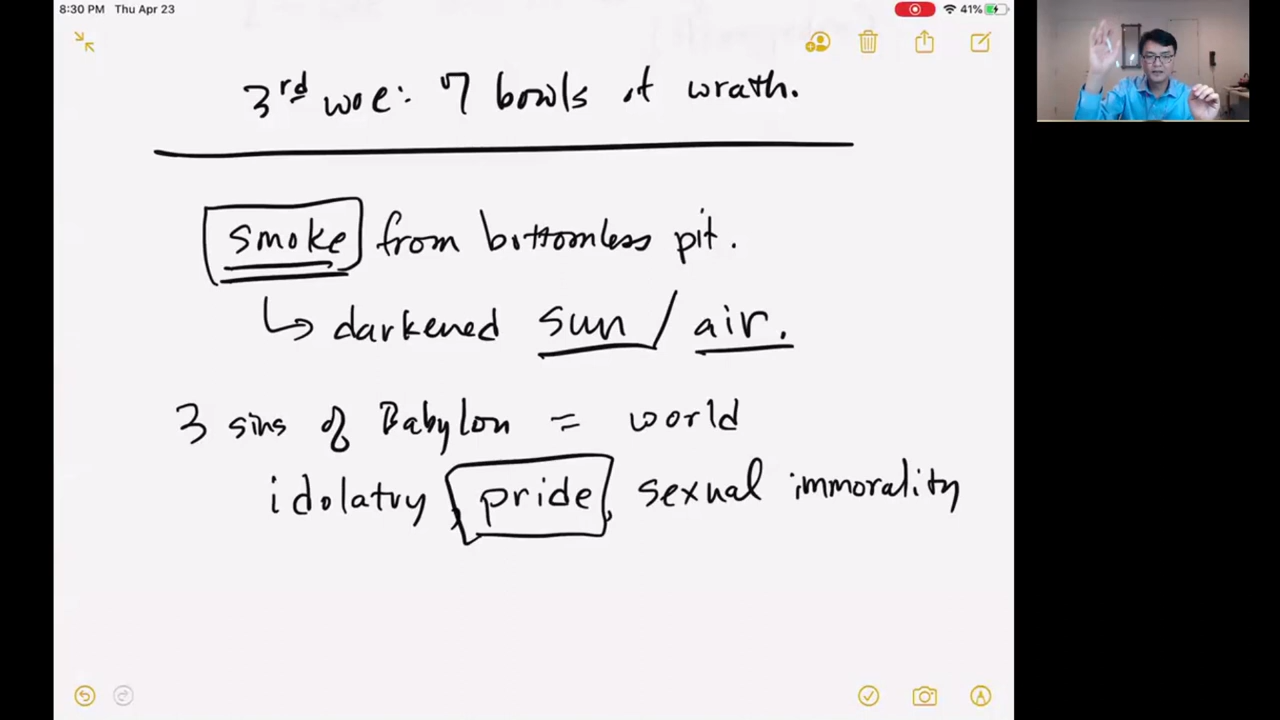 8:30 PM Thu Apr 23 41%
3rd woe: 7 bowls of wrath.
smoke from bottomless pit.
↳ darkened sun / air.
3 sins of Babylon = world
idolatry, pride, sexual immorality